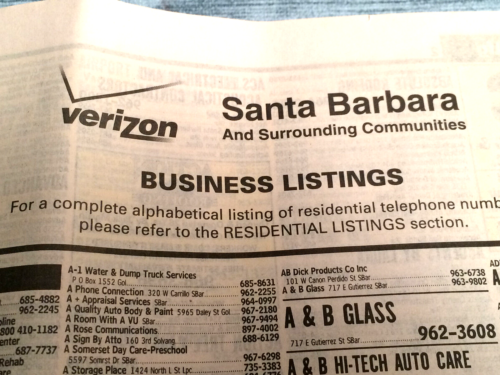 verizon
Santa Barbara
And Surrounding Communities
BUSINESS LISTINGS
For a complete alphabetical listing of residential telephone numb
please refer to the RESIDENTIAL LISTINGS section.
685-4882
962-2245
800 410-1182
687-7737
Rehab
A-1 Water & Dump Truck Services
P O Box 1552 Gol 685-8631
A Phone Connection 320 W Carrillo SBar 962-2255
A + Appraisal Services SBar 964-0997
A Quality Auto Body & Paint 5965 Daley St Gol 967-2180
A Room With A VU SBar 962-9494
A Rose Communications 897-4002
A Sign By Atto 160 3rd Solvang 688-6129
A Somerset Day Care-Preschool
5597 Somrst Dr SBar 967-6298
A Storage Place 1424 North L St Lpc 735-3383
AB Dick Products Co Inc
101 W Canon Perdido St SBar 963-6738
A & B Glass 717 E Gutierrez SBar 963-9802
A & B GLASS
717 E Gutierrez St SBar 962-3608
A & B HI-TECH AUTO CARE